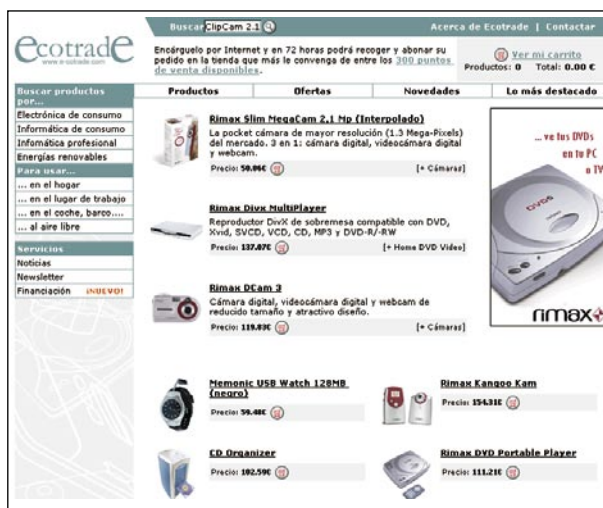 Buscar ClipCam 2.1
Acerca de Ecotrade | Contactar
ecotrade
www.e-cotrade.com
Encárguelo por Internet y en 72 horas podrá recoger y abonar su
pedido en la tienda que más le convenga de entre los 300 puntos
de venta disponibles.
Ver mi carrito
Productos: 0 Total: 0.00 €
Buscar productos
por...
Electrónica de consumo
Informática de consumo
Infomática profesional
Energías renovables
Para usar...
... en el hogar
... en el lugar de trabajo
... en el coche, barco....
... al aire libre
Servicios
Noticias
Newsletter
Financiación ¡NUEVO!
Productos Ofertas Novedades Lo más destacado
Rimax Slim MegaCam 2.1 Mp (Interpolado)
La pocket cámara de mayor resolución (1.3 Mega-Pixels)
del mercado. 3 en 1: cámara digital, videocámara digital
y webcam.
Precio: 50.86€ [+ Cámaras]
Rimax Divx MultiPlayer
Reproductor DivX de sobremesa compatible con DVD,
Xvid, SVCD, VCD, CD, MP3 y DVD-R/-RW
Precio: 137.07€ [+ Home DVD Video]
Rimax DCam 3
Cámara digital, videocámara digital y webcam de
reducido tamaño y atractivo diseño.
Precio: 119.83€ [+ Cámaras]
Memonic USB Watch 128MB
(negro)
Precio: 59.48€
Rimax Kangoo Kam
Precio: 154.31€
CD Organizer
Precio: 102.59€
Rimax DVD Portable Player
Precio: 111.21€
... ve tus DVDs
en tu PC
o TV
DVDs
rimax